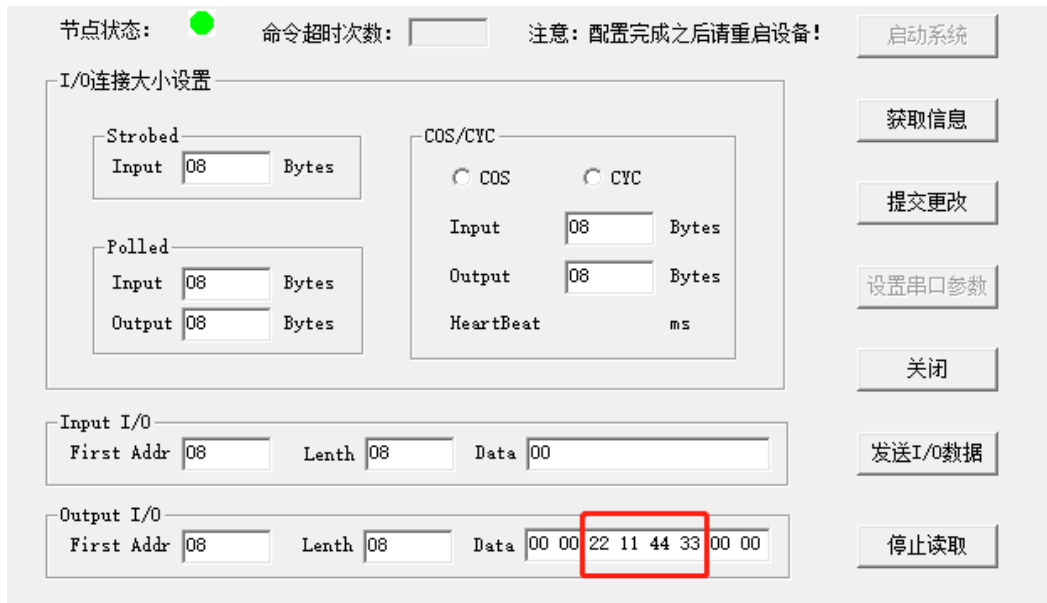 节点状态: 命令超时次数: 注意: 配置完成之后请重启设备! 启动系统
I/O连接大小设置
获取信息
Strobed COS/CYC
Input 08 Bytes COS CYC
提交更改
Input 08 Bytes
Polled
Input 08 Bytes Output 08 Bytes 设置串口参数
Output 08 Bytes HeartBeat ms
关闭
Input I/O
First Addr 08 Lenth 08 Data 00 发送I/O数据
Output I/O
First Addr 08 Lenth 08 Data 00 00 22 11 44 33 00 00 停止读取